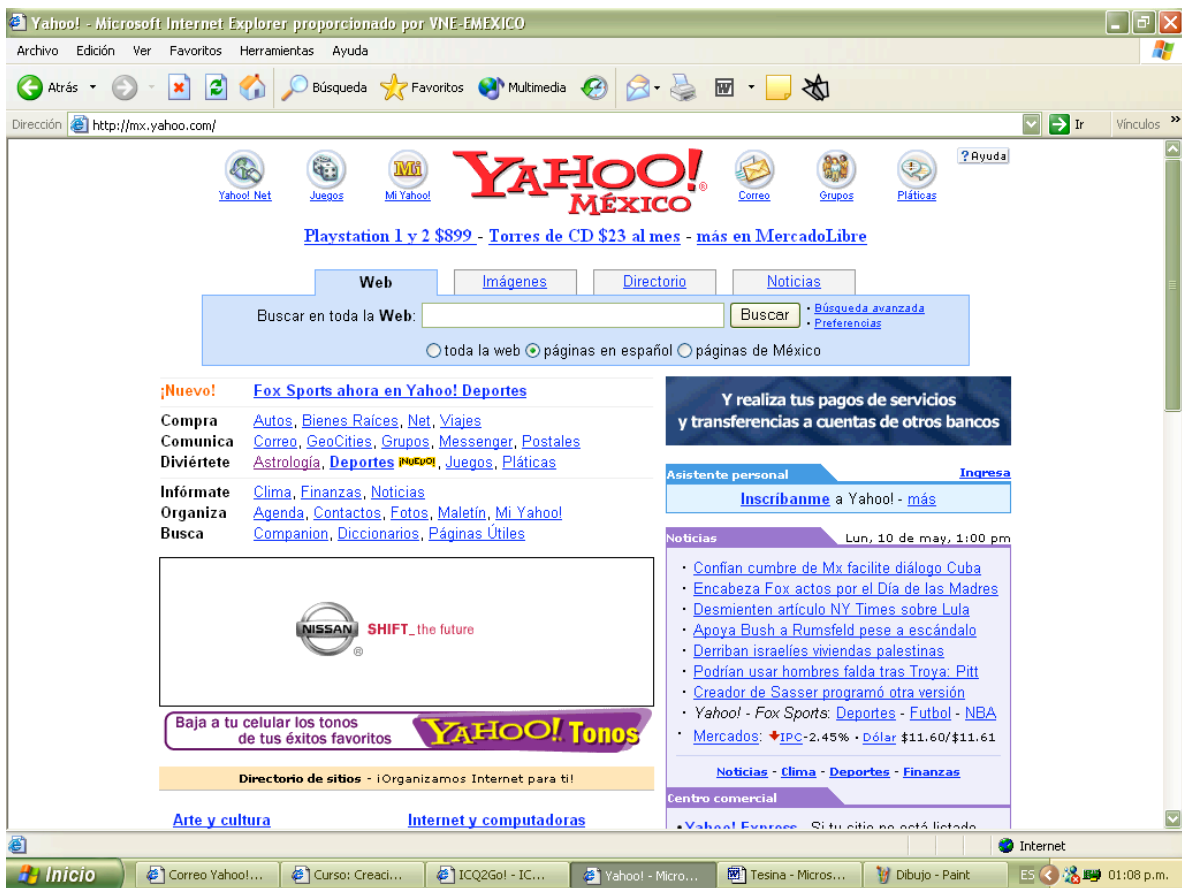 Yahoo! - Microsoft Internet Explorer proporcionado por VNE-EMEXICO
Archivo Edición Ver Favoritos Herramientas Ayuda
Atrás Búsqueda Favoritos Multimedia
Dirección http://mx.yahoo.com/ Ir Vínculos »
Yahoo! Net Juegos Mi Yahoo! YAHOO! MÉXICO Correo Grupos Pláticas ? Ayuda
Playstation 1 y 2 $899 - Torres de CD $23 al mes - más en MercadoLibre
Web Imágenes Directorio Noticias
Buscar en toda la Web: Buscar · Búsqueda avanzada
· Preferencias
toda la web páginas en español páginas de México
¡Nuevo! Fox Sports ahora en Yahoo! Deportes
Compra Autos, Bienes Raíces, Net, Viajes
Comunica Correo, GeoCities, Grupos, Messenger, Postales
Diviértete Astrología, Deportes ¡NUEVO!, Juegos, Pláticas
Infórmate Clima, Finanzas, Noticias
Organiza Agenda, Contactos, Fotos, Maletín, Mi Yahoo!
Busca Companion, Diccionarios, Páginas Útiles
NISSAN SHIFT_the future
Baja a tu celular los tonos
de tus éxitos favoritos
YAHOO! TONOS
Directorio de sitios - ¡Organizamos Internet para ti!
Arte y cultura Internet y computadoras
Y realiza tus pagos de servicios
y transferencias a cuentas de otros bancos
Asistente personal Ingresa
Inscríbanme a Yahoo! - más
Noticias Lun, 10 de may, 1:00 pm
· Confían cumbre de Mx facilite diálogo Cuba
· Encabeza Fox actos por el Día de las Madres
· Desmienten artículo NY Times sobre Lula
· Apoya Bush a Rumsfeld pese a escándalo
· Derriban israelíes viviendas palestinas
· Podrían usar hombres falda tras Troya: Pitt
· Creador de Sasser programó otra versión
· Yahoo! - Fox Sports: Deportes - Futbol - NBA
· Mercados: IPC-2.45% · Dólar $11.60/$11.61
Noticias - Clima - Deportes - Finanzas
Centro comercial
•Yahoo! Express Si tu sitio no está listado
Internet
Inicio Correo Yahoo!... Curso: Creaci... ICQ2Go! - IC... Yahoo! - Micro... Tesina - Micros... Dibujo - Paint ES 01:08 p.m.